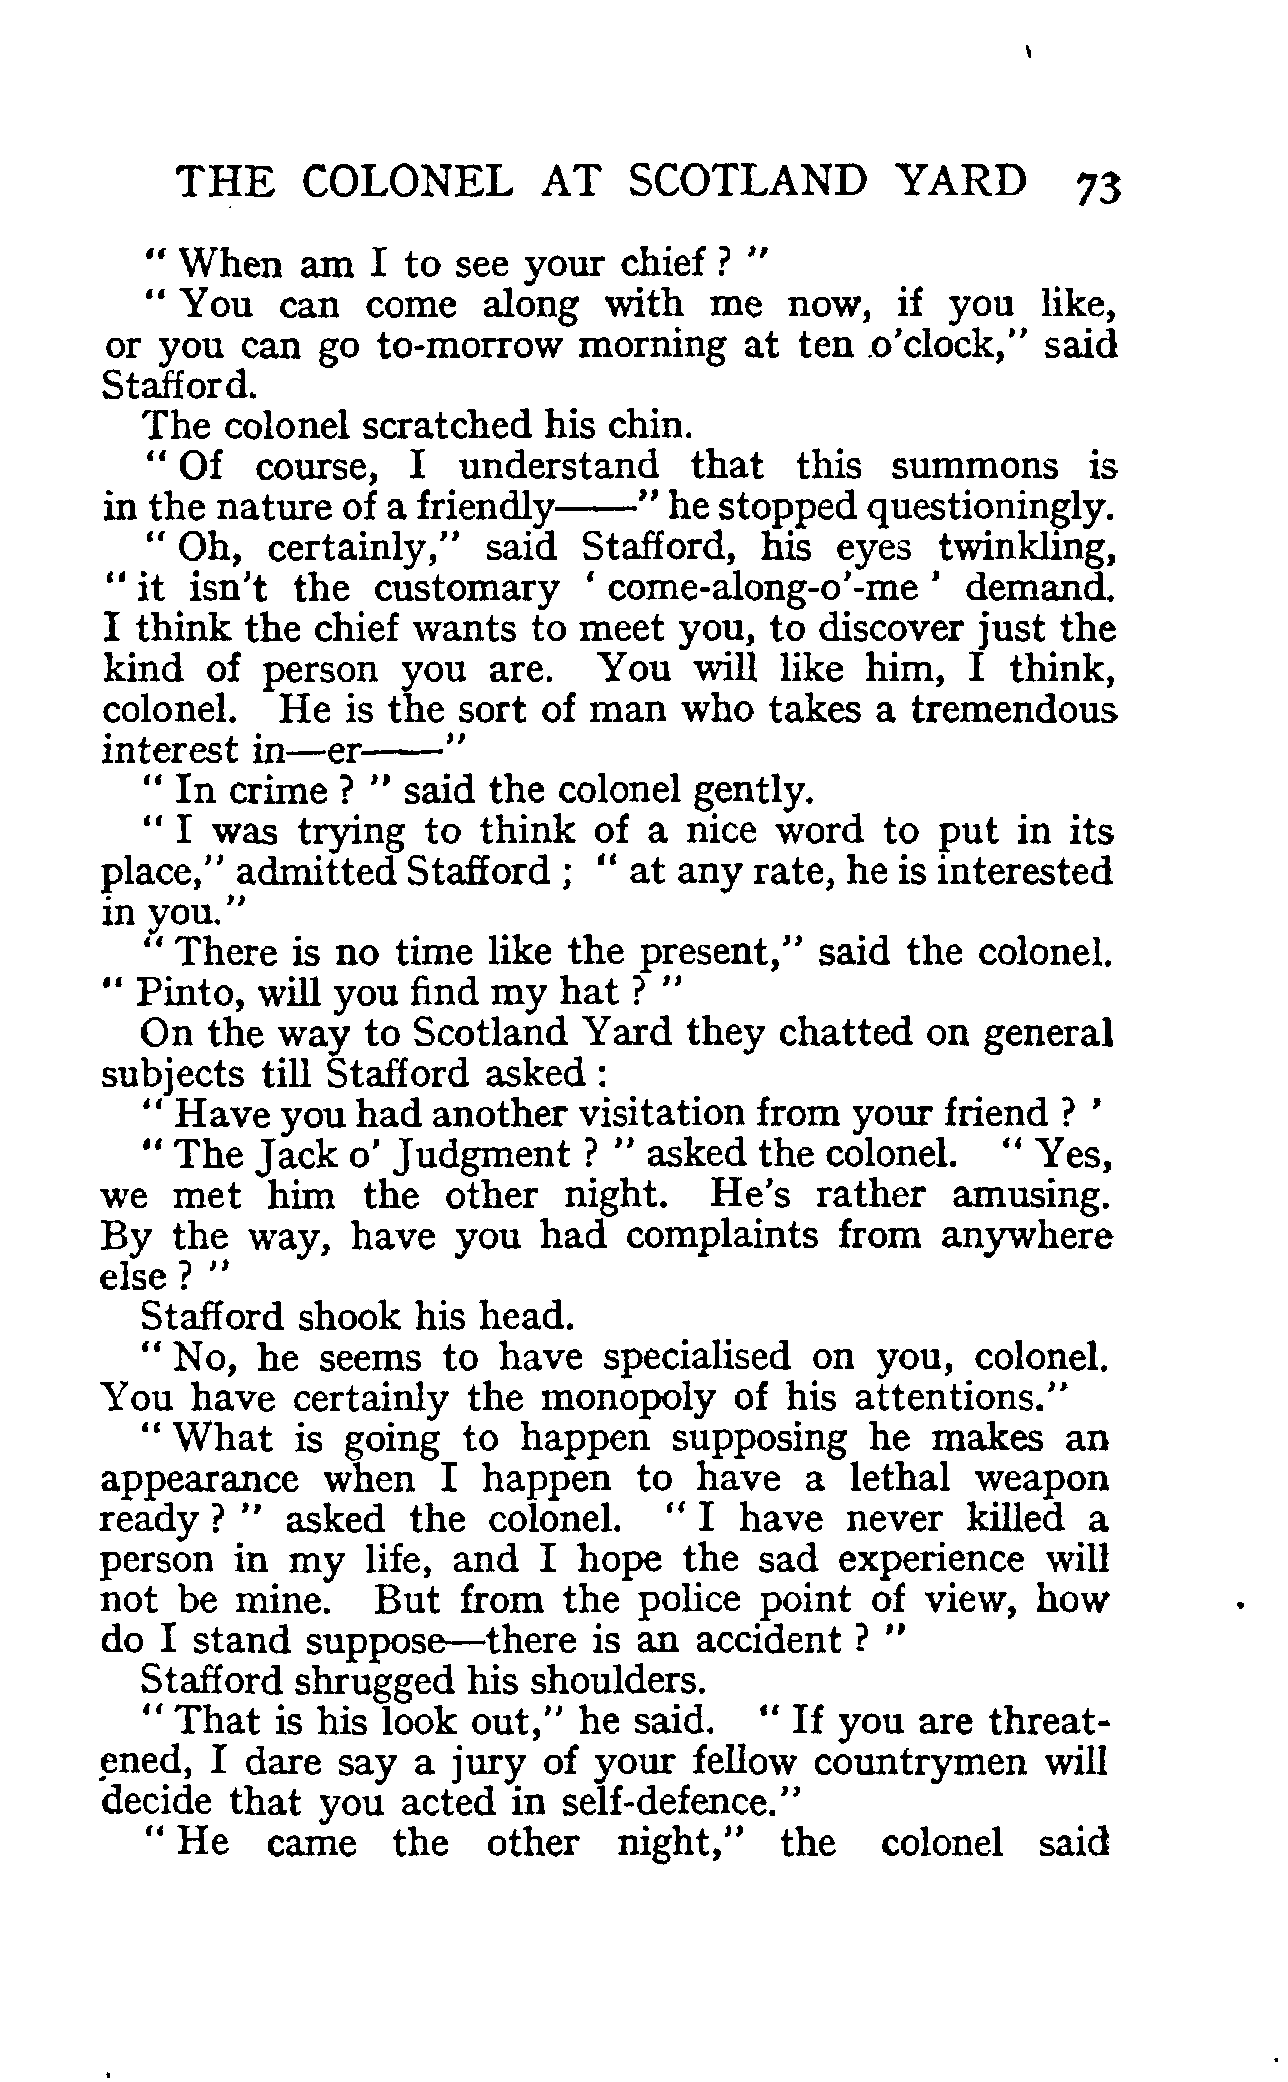 THE COLONEL AT SCOTLAND YARD 73
" When am I to see your chief ? "
" You can come along with me now, if you like,
or you can go to-morrow morning at ten o'clock," said
Stafford.
The colonel scratched his chin.
" Of course, I understand that this summons is
in the nature of a friendly——" he stopped questioningly.
" Oh, certainly," said Stafford, his eyes twinkling,
" it isn't the customary ' come-along-o'-me ' demand.
I think the chief wants to meet you, to discover just the
kind of person you are. You will like him, I think,
colonel. He is the sort of man who takes a tremendous
interest in—er——"
" In crime ? " said the colonel gently.
" I was trying to think of a nice word to put in its
place," admitted Stafford ; " at any rate, he is interested
in you."
" There is no time like the present," said the colonel.
" Pinto, will you find my hat ? "
On the way to Scotland Yard they chatted on general
subjects till Stafford asked :
" Have you had another visitation from your friend ? '
" The Jack o' Judgment ? " asked the colonel. " Yes,
we met him the other night. He's rather amusing.
By the way, have you had complaints from anywhere
else ? "
Stafford shook his head.
" No, he seems to have specialised on you, colonel.
You have certainly the monopoly of his attentions."
" What is going to happen supposing he makes an
appearance when I happen to have a lethal weapon
ready ? " asked the colonel. " I have never killed a
person in my life, and I hope the sad experience will
not be mine. But from the police point of view, how
do I stand suppose—there is an accident ? "
Stafford shrugged his shoulders.
" That is his look out," he said. " If you are threat-
ened, I dare say a jury of your fellow countrymen will
decide that you acted in self-defence."
" He came the other night," the colonel said